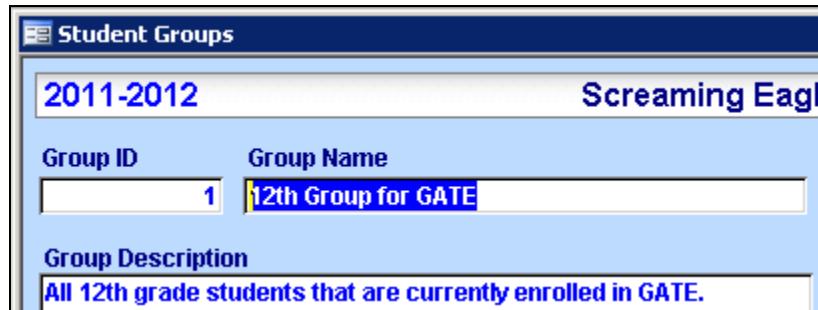 Student Groups
2011-2012 Screaming
Group ID Group Name
1 12th Group for GATE
Group Description
All 12th grade students that are currently enrolled in GATE.